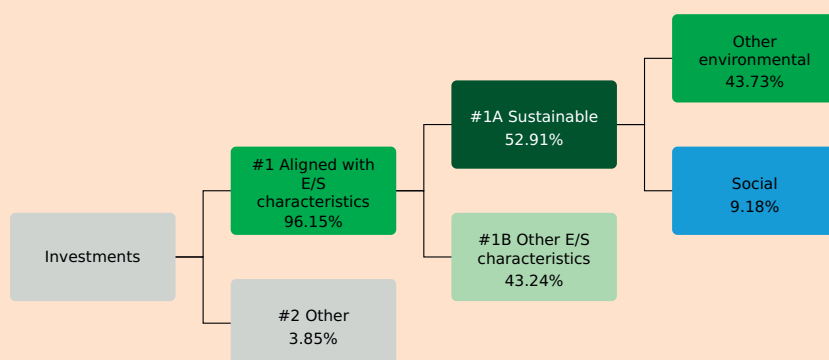 Investments
#1 Aligned with
E/S
characteristics
96.15%
#2 Other
3.85%
#1A Sustainable
52.91%
#1B Other E/S
characteristics
43.24%
Other
environmental
43.73%
Social
9.18%